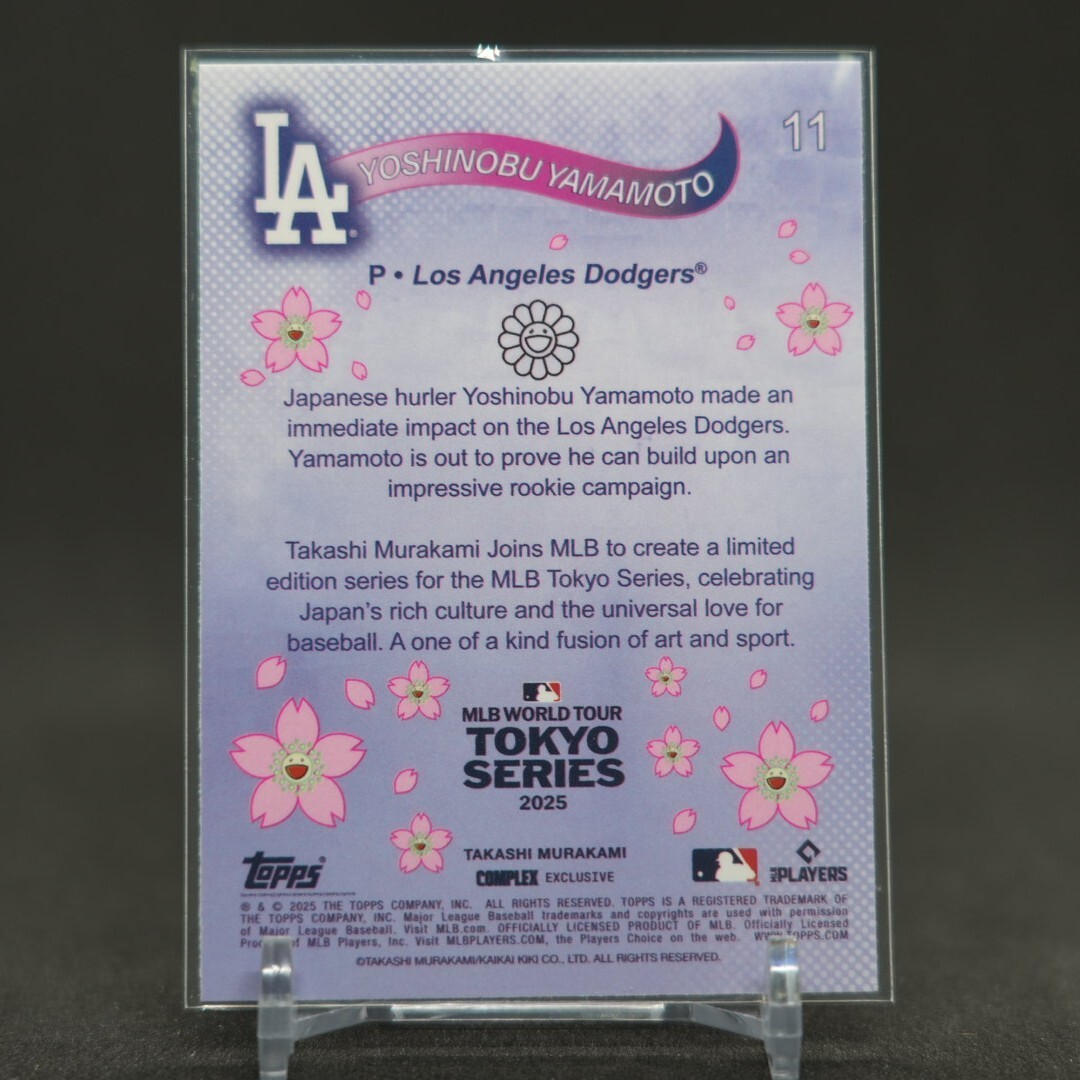 LA
YOSHINOBU YAMAMOTO
11
P • Los Angeles Dodgers®
Japanese hurler Yoshinobu Yamamoto made an
immediate impact on the Los Angeles Dodgers.
Yamamoto is out to prove he can build upon an
impressive rookie campaign.
Takashi Murakami Joins MLB to create a limited
edition series for the MLB Tokyo Series, celebrating
Japan's rich culture and the universal love for
baseball. A one of a kind fusion of art and sport.
MLB WORLD TOUR
TOKYO
SERIES
2025
TAKASHI MURAKAMI
COMPLEX EXCLUSIVE
Topps®
MLB PLAYERS
® & © 2025 THE TOPPS COMPANY, INC. ALL RIGHTS RESERVED. TOPPS IS A REGISTERED TRADEMARK OF
THE TOPPS COMPANY, INC. Major League Baseball trademarks and copyrights are used with permission
of Major League Baseball. Visit MLB.com. OFFICIALLY LICENSED PRODUCT OF MLB. Officially Licensed
of MLB Players, Inc. Visit MLBPLAYERS.COM, the Players Choice on the web. WWW.TOPPS.COM
©TAKASHI MURAKAMI/KAIKAI KIKI CO., LTD. ALL RIGHTS RESERVED.